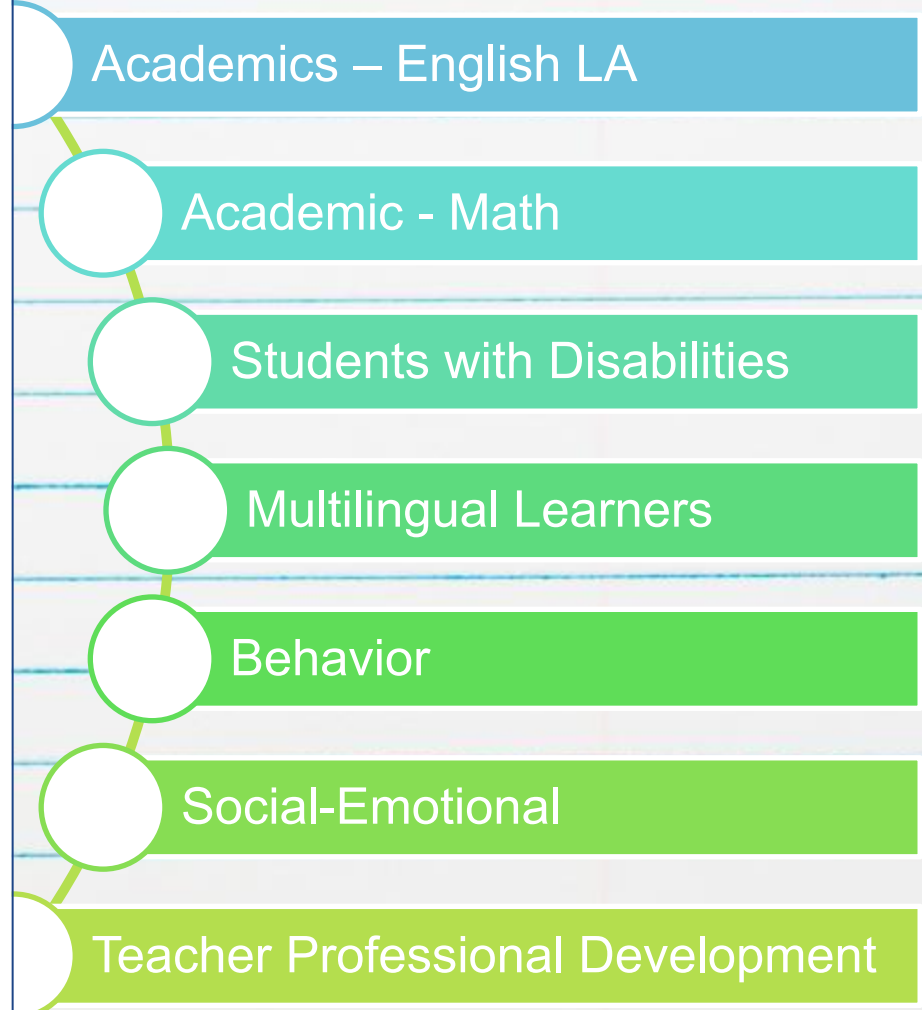 Academics – English LA
Academic - Math
Students with Disabilities
Multilingual Learners
Behavior
Social-Emotional
Teacher Professional Development